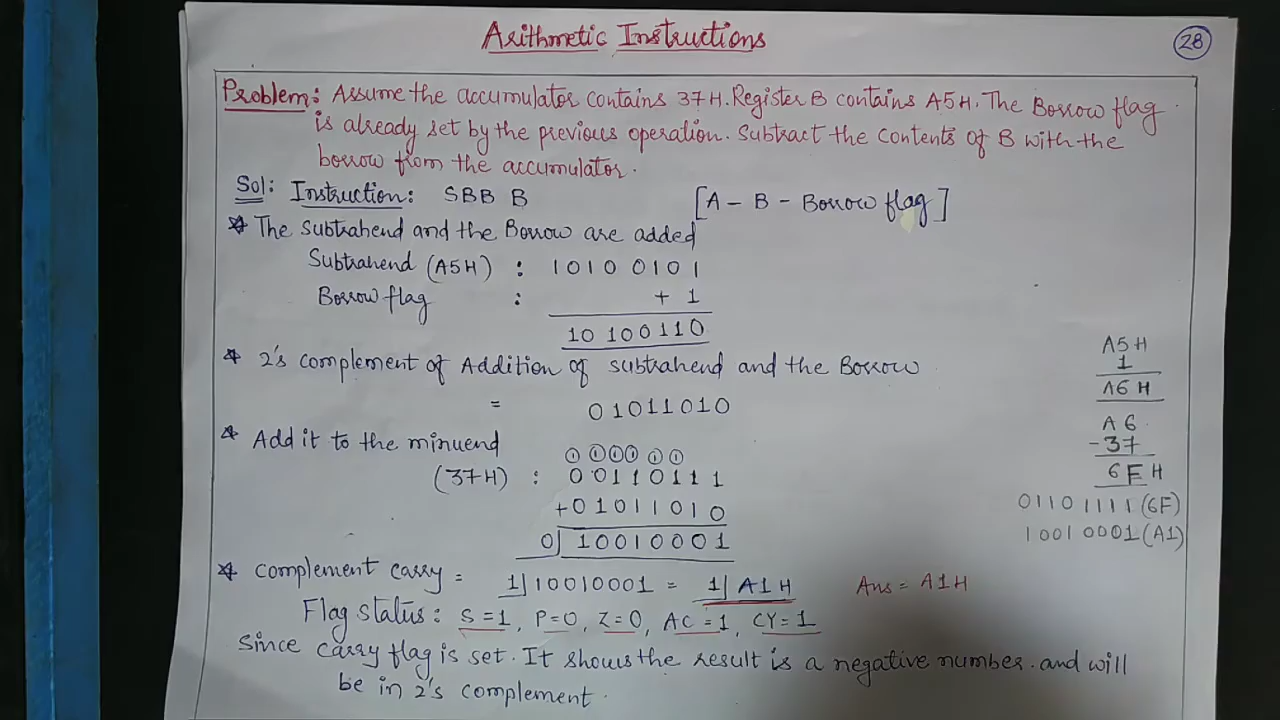 Arithmetic Instructions
28
Problem: Assume the accumulator contains 37H. Register B contains A5H. The Borrow flag
is already set by the previous operation. Subtract the contents of B with the
borrow from the accumulator.
Sol: Instruction: SBB B [A - B - Borrow flag]
* The Subtrahend and the Borrow are added
Subtrahend (A5H) : 10100101
Borrow flag : + 1
10100110
* 2's complement of Addition of subtrahend and the Borrow
= 01011010
* Add it to the minuend
1 1 1 1 1 1
(37H) : 00110111
+01011010
0] 10010001
* Complement carry = 1] 10010001 = 1] A1H Ans = A1H
Flag status: S=1, P=0, Z=0, AC=1, CY=1
Since carry flag is set. It shows the result is a negative number. and will
be in 2's complement.
A5H
1
A6H
A6
-37
6FH
01101111 (6F)
10010001 (A1)